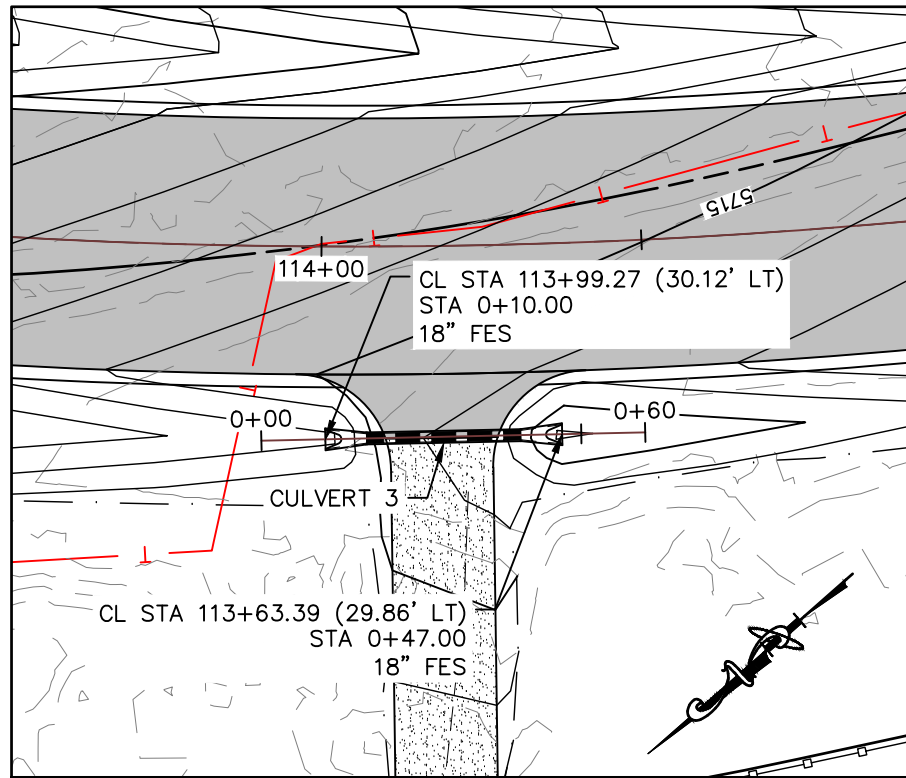 5715
114+00
CL STA 113+99.27 (30.12' LT)
STA 0+10.00
18" FES
0+00
0+60
CULVERT 3
CL STA 113+63.39 (29.86' LT)
STA 0+47.00
18" FES